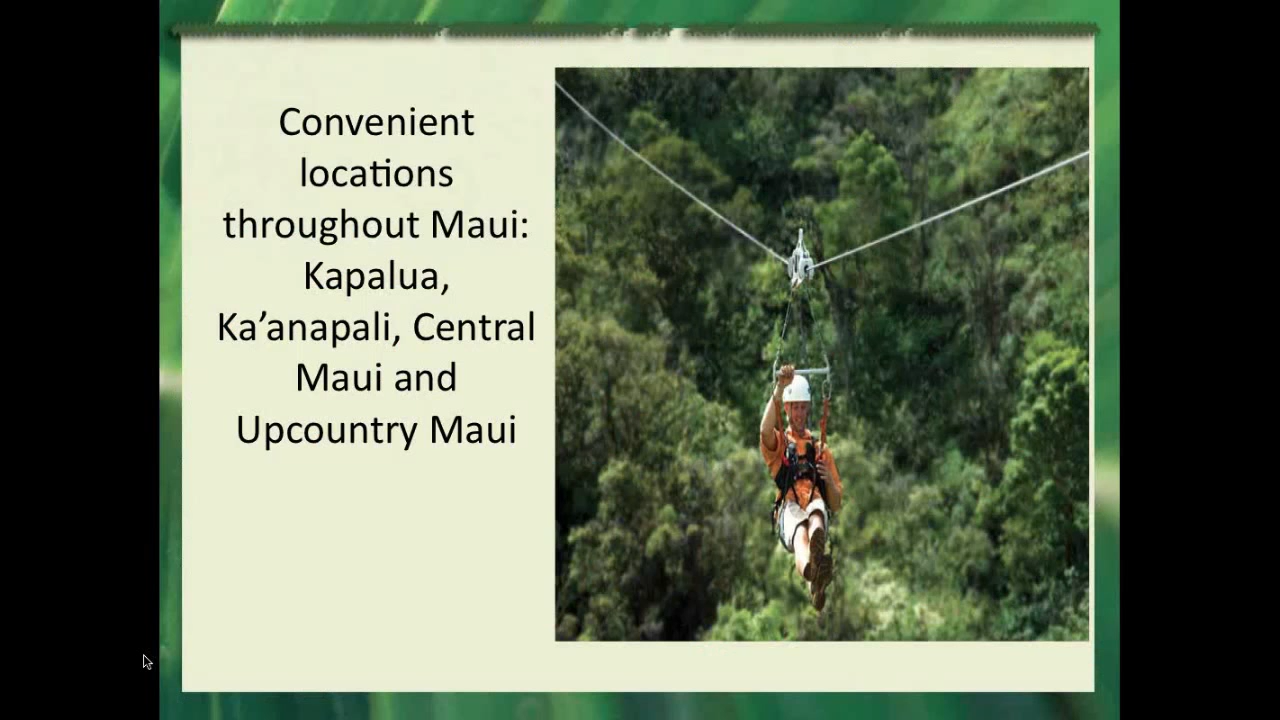 Convenient
locations
throughout Maui:
Kapalua,
Ka’anapali, Central
Maui and
Upcountry Maui